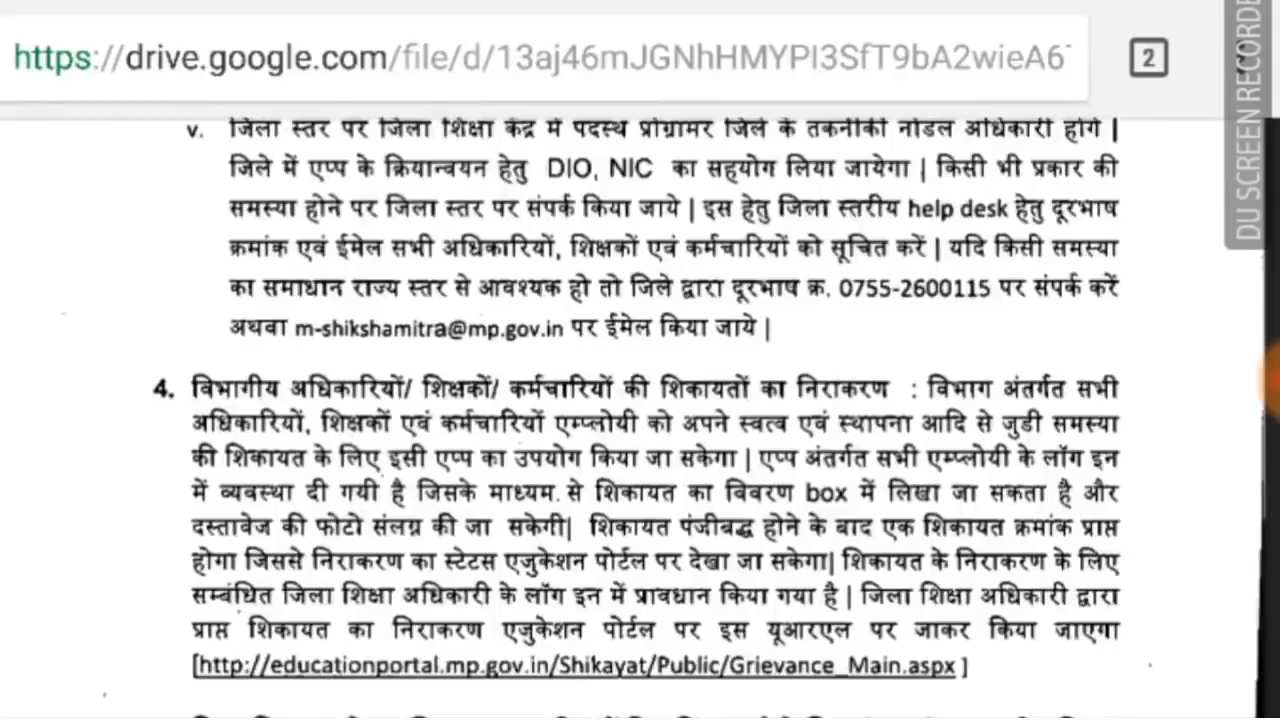 https://drive.google.com/file/d/13aj46mJGNhHMYPI3SfT9bA2wieA6
2
DU SCREEN RECORDE
v. जिला स्तर पर जिला शिक्षा केंद्र में पदस्थ प्रोग्रामर जिले के तकनीकी नोडल अधिकारी होंगे |
जिले में एप्प के क्रियान्वयन हेतु DIO, NIC का सहयोग लिया जायेगा | किसी भी प्रकार की
समस्या होने पर जिला स्तर पर संपर्क किया जाये | इस हेतु जिला स्तरीय help desk हेतु दूरभाष
क्रमांक एवं ईमेल सभी अधिकारियों, शिक्षकों एवं कर्मचारियों को सूचित करें | यदि किसी समस्या
का समाधान राज्य स्तर से आवश्यक हो तो जिले द्वारा दूरभाष क्र. 0755-2600115 पर संपर्क करें
अथवा m-shikshamitra@mp.gov.in पर ईमेल किया जाये |
4. विभागीय अधिकारियों/ शिक्षकों/ कर्मचारियों की शिकायतों का निराकरण : विभाग अंतर्गत सभी
अधिकारियों, शिक्षकों एवं कर्मचारियों एम्प्लोयी को अपने स्वत्व एवं स्थापना आदि से जुडी समस्या
की शिकायत के लिए इसी एप्प का उपयोग किया जा सकेगा | एप्प अंतर्गत सभी एम्प्लोयी के लॉग इन
में व्यवस्था दी गयी है जिसके माध्यम से शिकायत का विवरण box में लिखा जा सकता है और
दस्तावेज की फोटो संलग्न की जा सकेगी| शिकायत पंजीबद्ध होने के बाद एक शिकायत क्रमांक प्राप्त
होगा जिससे निराकरण का स्टेटस एजुकेशन पोर्टल पर देखा जा सकेगा| शिकायत के निराकरण के लिए
सम्बंधित जिला शिक्षा अधिकारी के लॉग इन में प्रावधान किया गया है | जिला शिक्षा अधिकारी द्वारा
प्राप्त शिकायत का निराकरण एजुकेशन पोर्टल पर इस यूआरएल पर जाकर किया जाएगा
[http://educationportal.mp.gov.in/Shikayat/Public/Grievance_Main.aspx ]